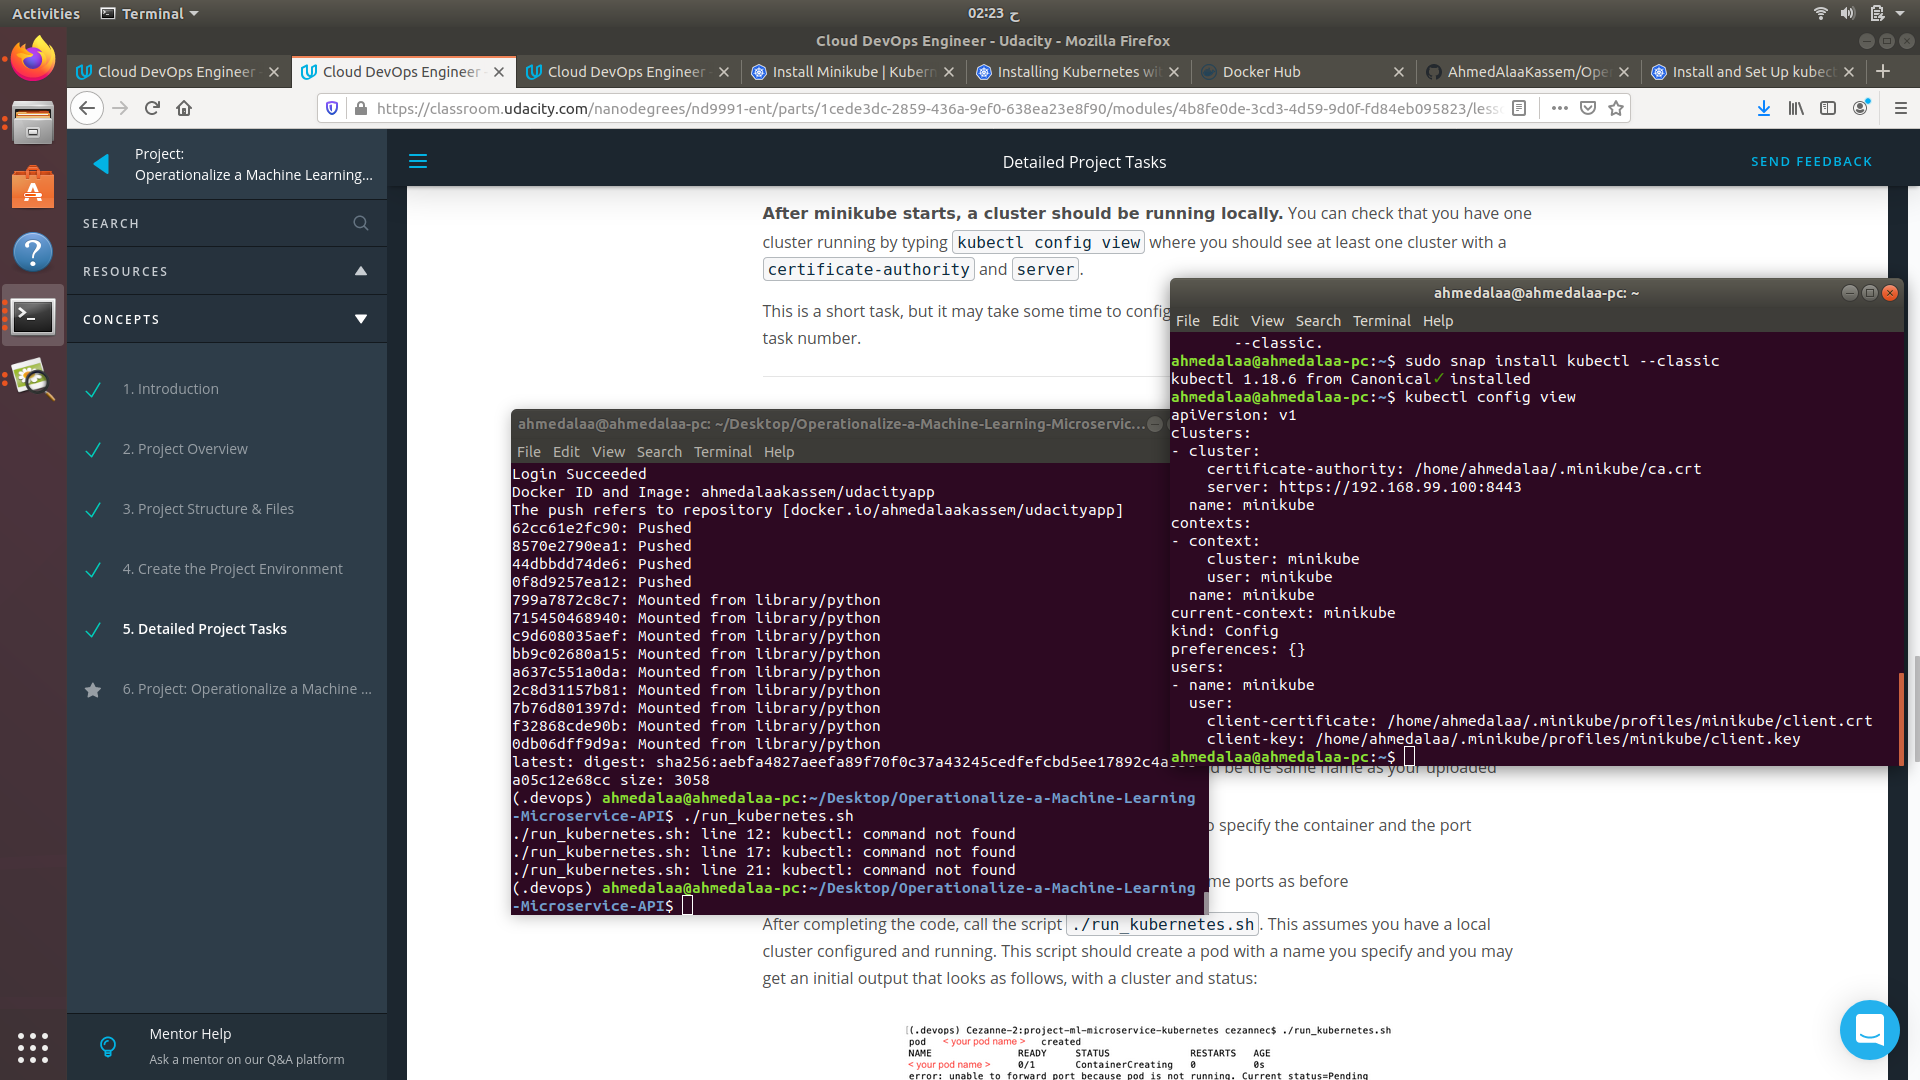 Activities
Terminal
02:23 ح
Cloud DevOps Engineer - Udacity - Mozilla Firefox
Cloud DevOps Engineer -
Cloud DevOps Engineer -
Cloud DevOps Engineer
Install Minikube | Kubern
Installing Kubernetes wi
Docker Hub
AhmedAlaaKassem/Ope
Install and Set Up kubec
https://classroom.udacity.com/nanodegrees/nd9991-ent/parts/1cede3dc-2859-436a-9ef0-638ea23e8f90/modules/4b8fe0de-3cd3-4d59-9d0f-fd84eb095823/less
Project:
Operationalize a Machine Learning...
SEARCH
RESOURCES
CONCEPTS
1. Introduction
2. Project Overview
3. Project Structure & Files
4. Create the Project Environment
5. Detailed Project Tasks
6. Project: Operationalize a Machine ...
Mentor Help
Ask a mentor on our Q&A platform
Detailed Project Tasks
SEND FEEDBACK
After minikube starts, a cluster should be running locally. You can check that you have one
cluster running by typing kubectl config view where you should see at least one cluster with a
certificate-authority and server.
This is a short task, but it may take some time to config
task number.
ahmedalaa@ahmedalaa-pc: ~/Desktop/Operationalize-a-Machine-Learning-Microservic...
File Edit View Search Terminal Help
Login Succeeded
Docker ID and Image: ahmedalaakassem/udacityapp
The push refers to repository [docker.io/ahmedalaakassem/udacityapp]
62cc61e2fc90: Pushed
8570e2790ea1: Pushed
44dbbdd74de6: Pushed
0f8d9257ea12: Pushed
799a7872c8c7: Mounted from library/python
715450468940: Mounted from library/python
c9d608035aef: Mounted from library/python
bb9c02680a15: Mounted from library/python
a637c551a0da: Mounted from library/python
2c8d31157b81: Mounted from library/python
7b76d801397d: Mounted from library/python
f32868cde90b: Mounted from library/python
0db06dff9d9a: Mounted from library/python
latest: digest: sha256:aebfa4827aeefa89f70f0c37a43245cedfefcbd5ee17892c4a
a05c12e68cc size: 3058
(.devops) ahmedalaa@ahmedalaa-pc:~/Desktop/Operationalize-a-Machine-Learning
-Microservice-API$ ./run_kubernetes.sh
./run_kubernetes.sh: line 12: kubectl: command not found
./run_kubernetes.sh: line 17: kubectl: command not found
./run_kubernetes.sh: line 21: kubectl: command not found
(.devops) ahmedalaa@ahmedalaa-pc:~/Desktop/Operationalize-a-Machine-Learning
-Microservice-API$
ahmedalaa@ahmedalaa-pc: ~
File Edit View Search Terminal Help
--classic.
ahmedalaa@ahmedalaa-pc:~$ sudo snap install kubectl --classic
kubectl 1.18.6 from Canonical✓ installed
ahmedalaa@ahmedalaa-pc:~$ kubectl config view
apiVersion: v1
clusters:
- cluster:
certificate-authority: /home/ahmedalaa/.minikube/ca.crt
server: https://192.168.99.100:8443
name: minikube
contexts:
- context:
cluster: minikube
user: minikube
name: minikube
current-context: minikube
kind: Config
preferences: {}
users:
- name: minikube
user:
client-certificate: /home/ahmedalaa/.minikube/profiles/minikube/client.crt
client-key: /home/ahmedalaa/.minikube/profiles/minikube/client.key
ahmedalaa@ahmedalaa-pc:~$
d be the same name as your uploaded
o specify the container and the port
me ports as before
After completing the code, call the script ./run_kubernetes.sh. This assumes you have a local
cluster configured and running. This script should create a pod with a name you specify and you may
get an initial output that looks as follows, with a cluster and status:
(.devops) Cezanne-2:project-ml-microservice-kubernetes cezannec$ ./run_kubernetes.sh
pod < your pod name > created
NAME READY STATUS RESTARTS AGE
< your pod name > 0/1 ContainerCreating 0 0s
error: unable to forward port because pod is not running. Current status=Pending